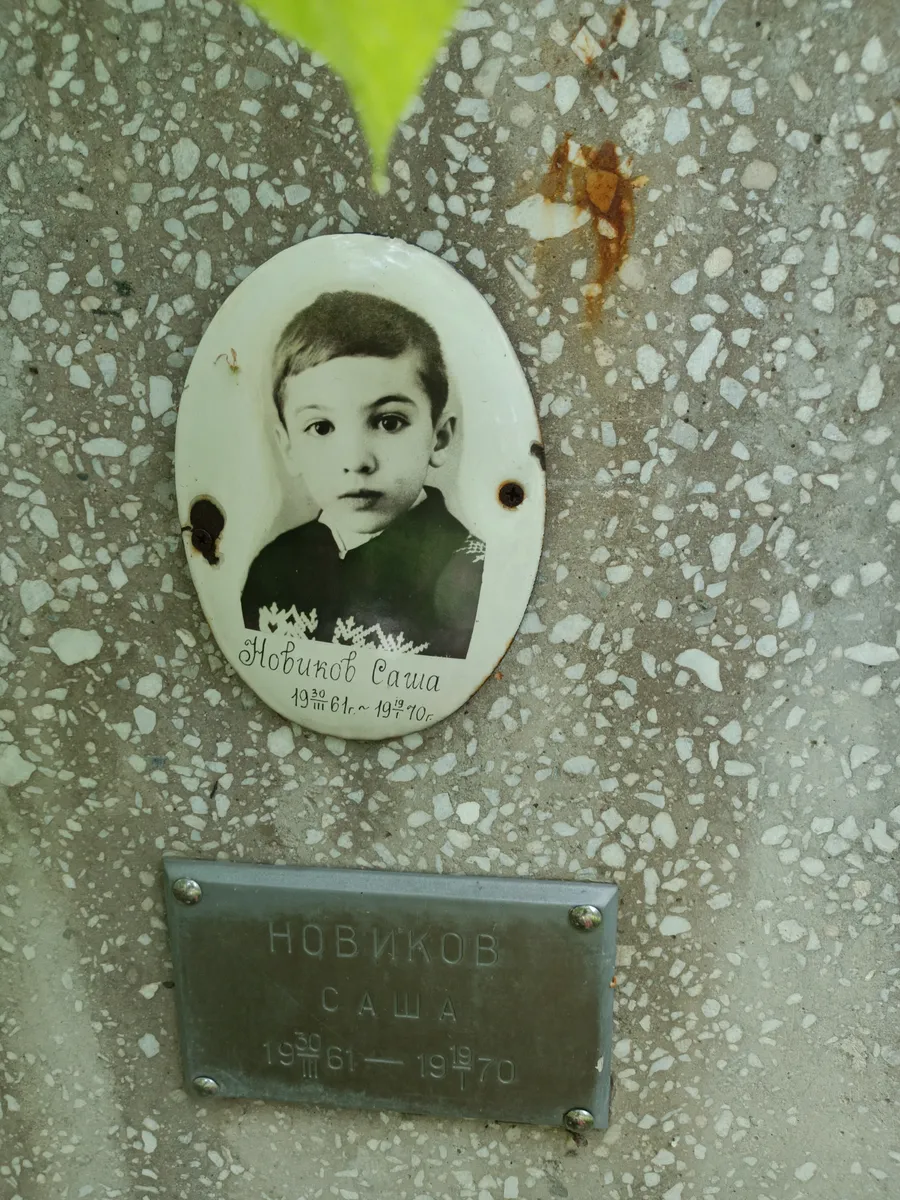 Новиков Саша
19 30/III 61г. ~ 19 19/I 70г.
НОВИКОВ
САША
19 30/III 61 — 19 19/I 70